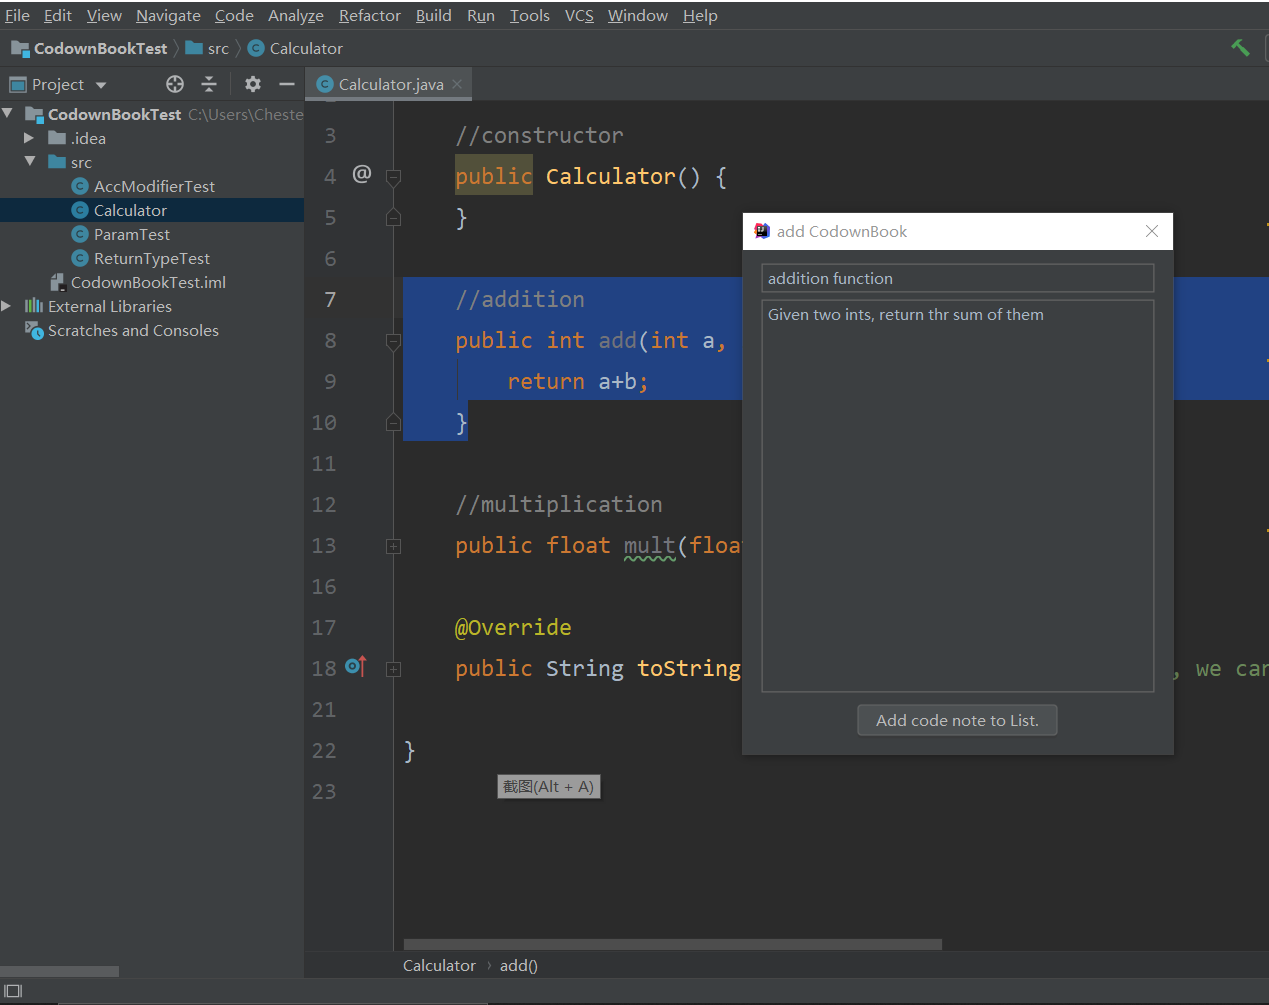 File Edit View Navigate Code Analyze Refactor Build Run Tools VCS Window Help
CodownBookTest src Calculator
Project
Calculator.java
CodownBookTest C:\Users\Cheste
.idea
src
AccModifierTest
Calculator
ParamTest
ReturnTypeTest
CodownBookTest.iml
External Libraries
Scratches and Consoles
3 //constructor
4 @ public Calculator() {
5 }
6
7 //addition
8 public int add(int a,
9 return a+b;
10 }
11
12 //multiplication
13 public float mult(floa
16
17 @Override
18 public String toString , we can
21
22 }
23
add CodownBook
addition function
Given two ints, return thr sum of them
Add code note to List.
截图(Alt + A)
Calculator › add()